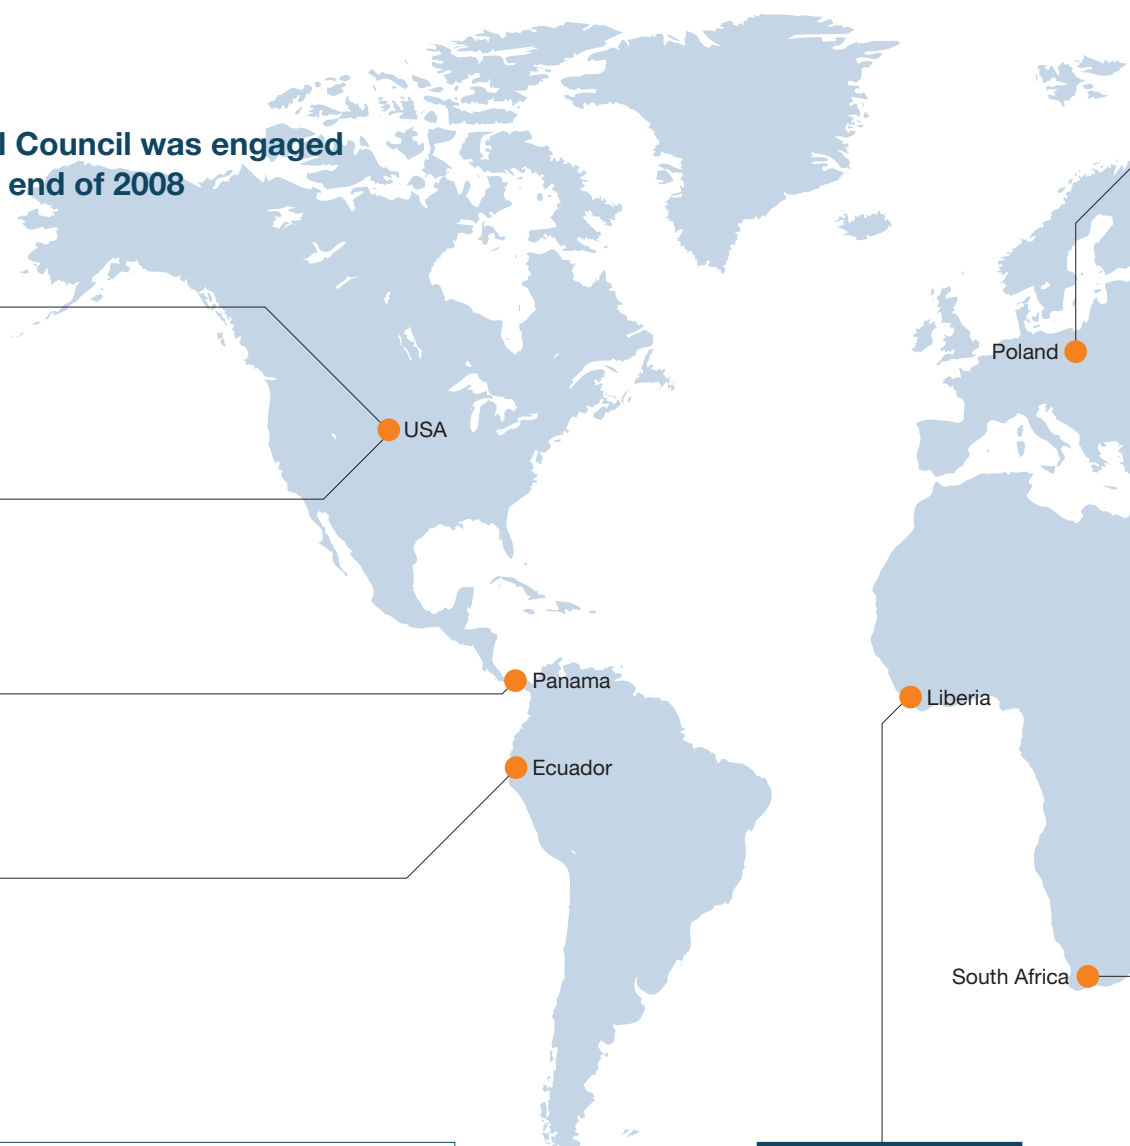 Council was engaged
end of 2008
Poland
USA
Panama
Liberia
Ecuador
South Africa